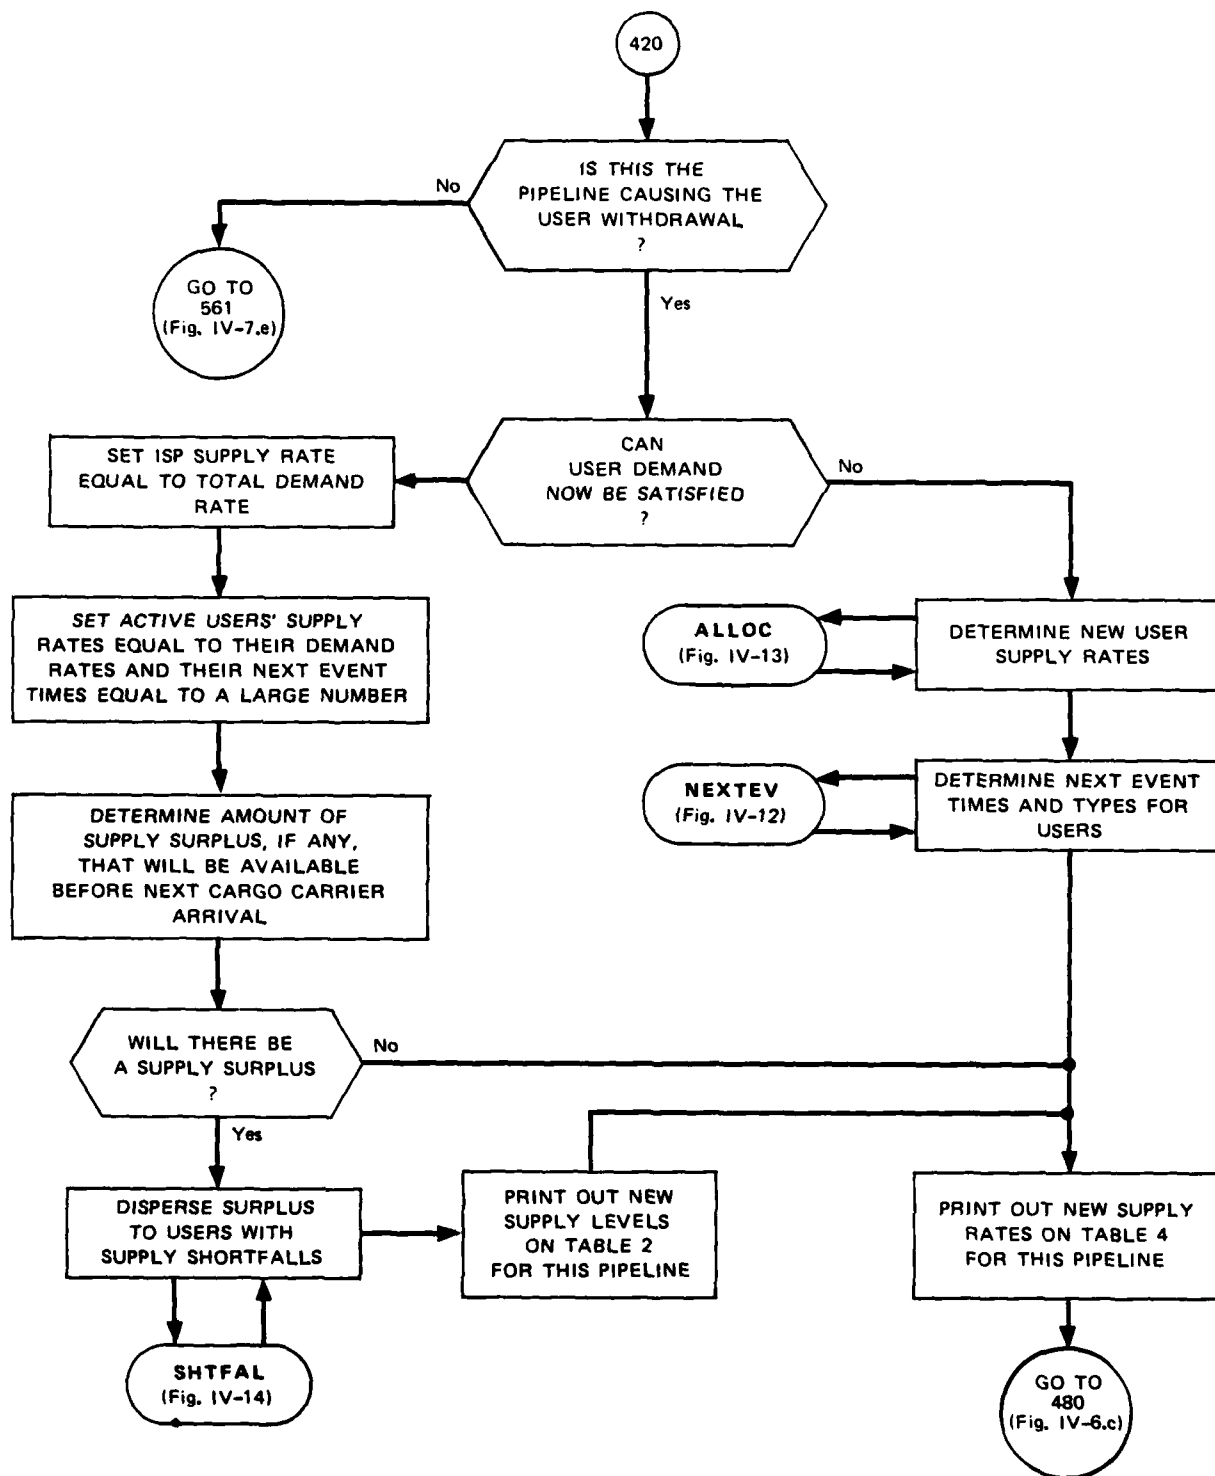 420
IS THIS THE
PIPELINE CAUSING THE
USER WITHDRAWAL
?
No
Yes
GO TO
561
(Fig. IV-7.e)
CAN
USER DEMAND
NOW BE SATISFIED
?
No
SET ISP SUPPLY RATE
EQUAL TO TOTAL DEMAND
RATE
SET ACTIVE USERS' SUPPLY
RATES EQUAL TO THEIR DEMAND
RATES AND THEIR NEXT EVENT
TIMES EQUAL TO A LARGE NUMBER
ALLOC
(Fig. IV-13)
DETERMINE NEW USER
SUPPLY RATES
NEXTEV
(Fig. IV-12)
DETERMINE NEXT EVENT
TIMES AND TYPES FOR
USERS
DETERMINE AMOUNT OF
SUPPLY SURPLUS, IF ANY,
THAT WILL BE AVAILABLE
BEFORE NEXT CARGO CARRIER
ARRIVAL
WILL THERE BE
A SUPPLY SURPLUS
?
No
Yes
DISPERSE SURPLUS
TO USERS WITH
SUPPLY SHORTFALLS
PRINT OUT NEW
SUPPLY LEVELS
ON TABLE 2
FOR THIS PIPELINE
PRINT OUT NEW SUPPLY
RATES ON TABLE 4
FOR THIS PIPELINE
SHTFAL
(Fig. IV-14)
GO TO
480
(Fig. IV-6.c)